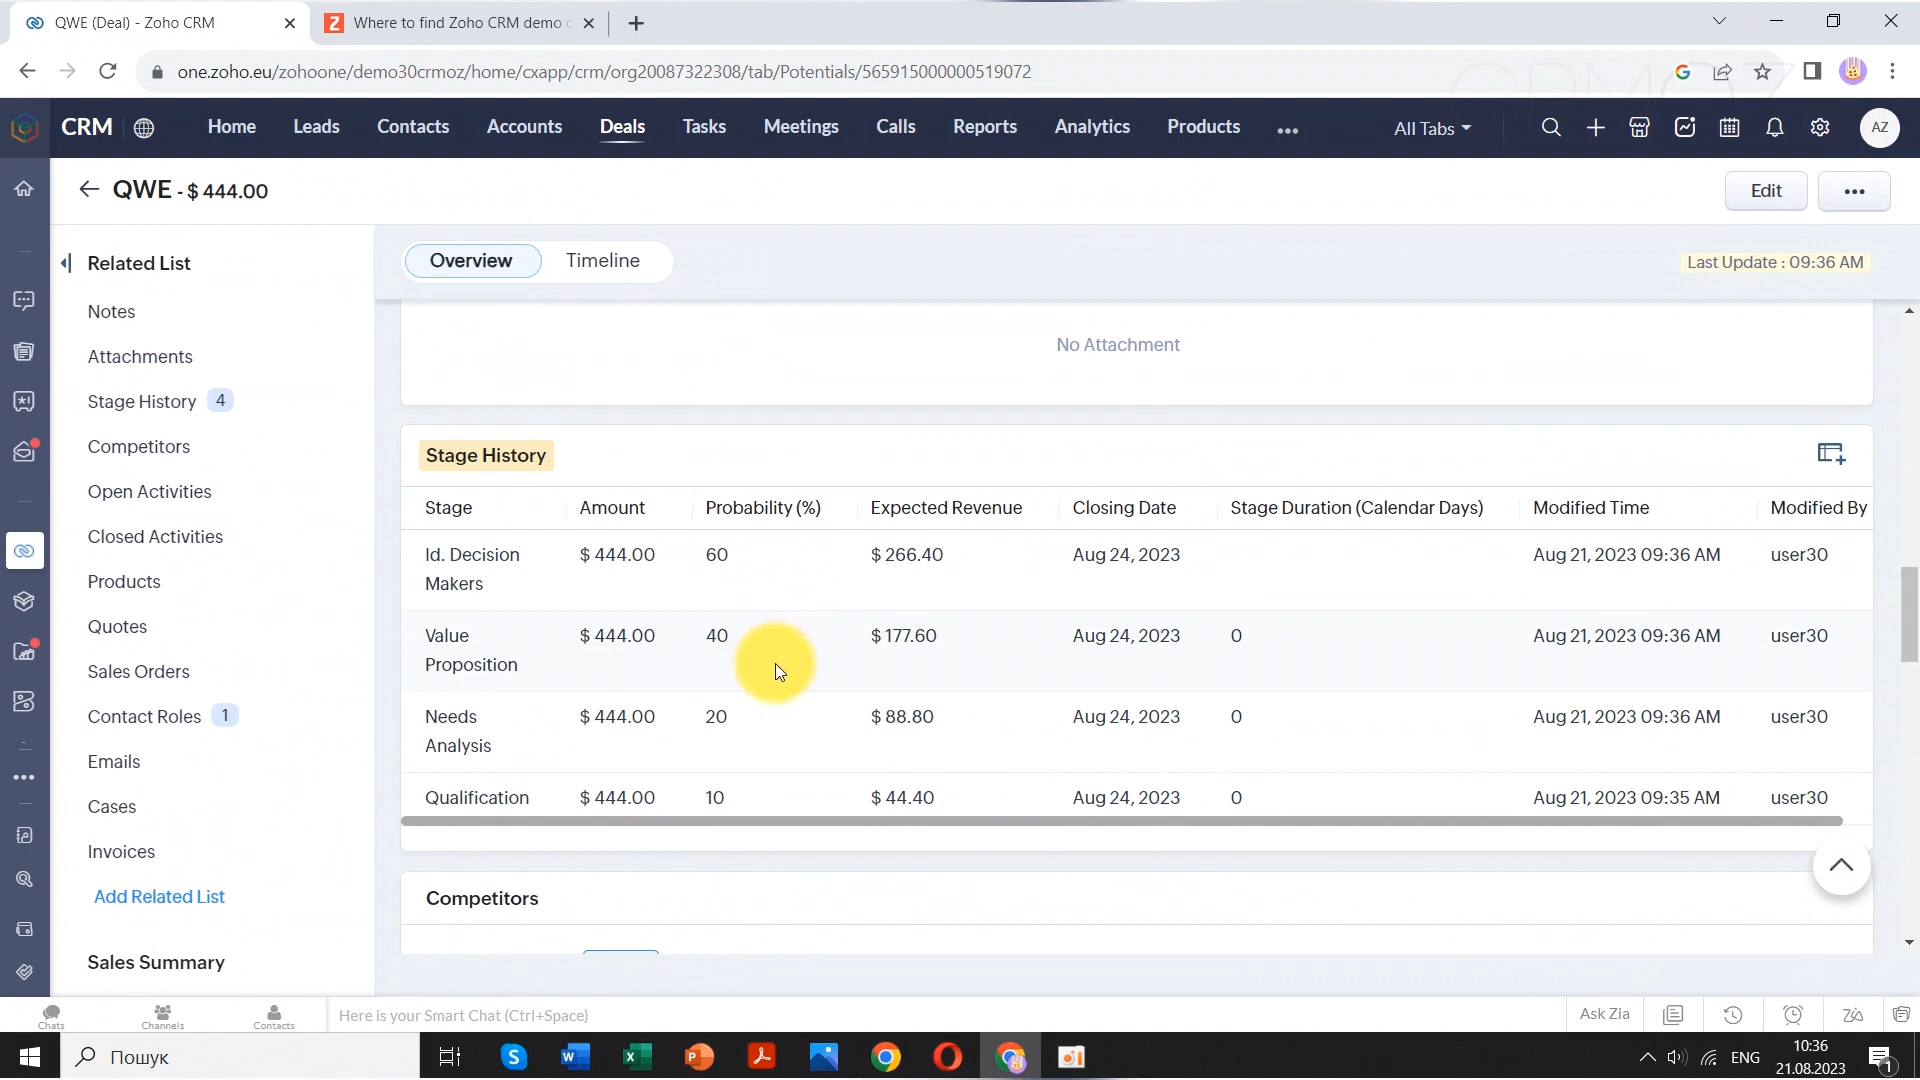 QWE (Deal) - Zoho CRM
Where to find Zoho CRM demo
one.zoho.eu/zohoone/demo30crmoz/home/cxapp/crm/org20087322308/tab/Potentials/565915000000519072
CRM Home Leads Contacts Accounts Deals Tasks Meetings Calls Reports Analytics Products ... All Tabs AZ
QWE - $ 444.00
Edit
...
Related List
Overview Timeline
Last Update : 09:36 AM
Notes
Attachments
Stage History 4
Competitors
Open Activities
Closed Activities
Products
Quotes
Sales Orders
Contact Roles 1
Emails
Cases
Invoices
Add Related List
Sales Summary
No Attachment
Stage History
Stage Amount Probability (%) Expected Revenue Closing Date Stage Duration (Calendar Days) Modified Time Modified By
Id. Decision $ 444.00 60 $ 266.40 Aug 24, 2023 Aug 21, 2023 09:36 AM user30
Makers
Value $ 444.00 40 $ 177.60 Aug 24, 2023 0 Aug 21, 2023 09:36 AM user30
Proposition
Needs $ 444.00 20 $ 88.80 Aug 24, 2023 0 Aug 21, 2023 09:36 AM user30
Analysis
Qualification $ 444.00 10 $ 44.40 Aug 24, 2023 0 Aug 21, 2023 09:35 AM user30
Competitors
Chats Channels Contacts
Here is your Smart Chat (Ctrl+Space)
Ask Zia
Пошук
ENG
10:36
21.08.2023
1